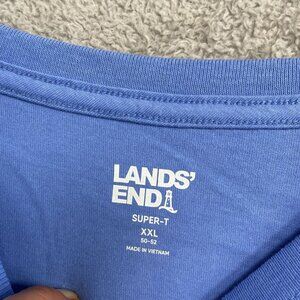 LANDS'
END
SUPER-T
XXL
50-52
MADE IN VIETNAM